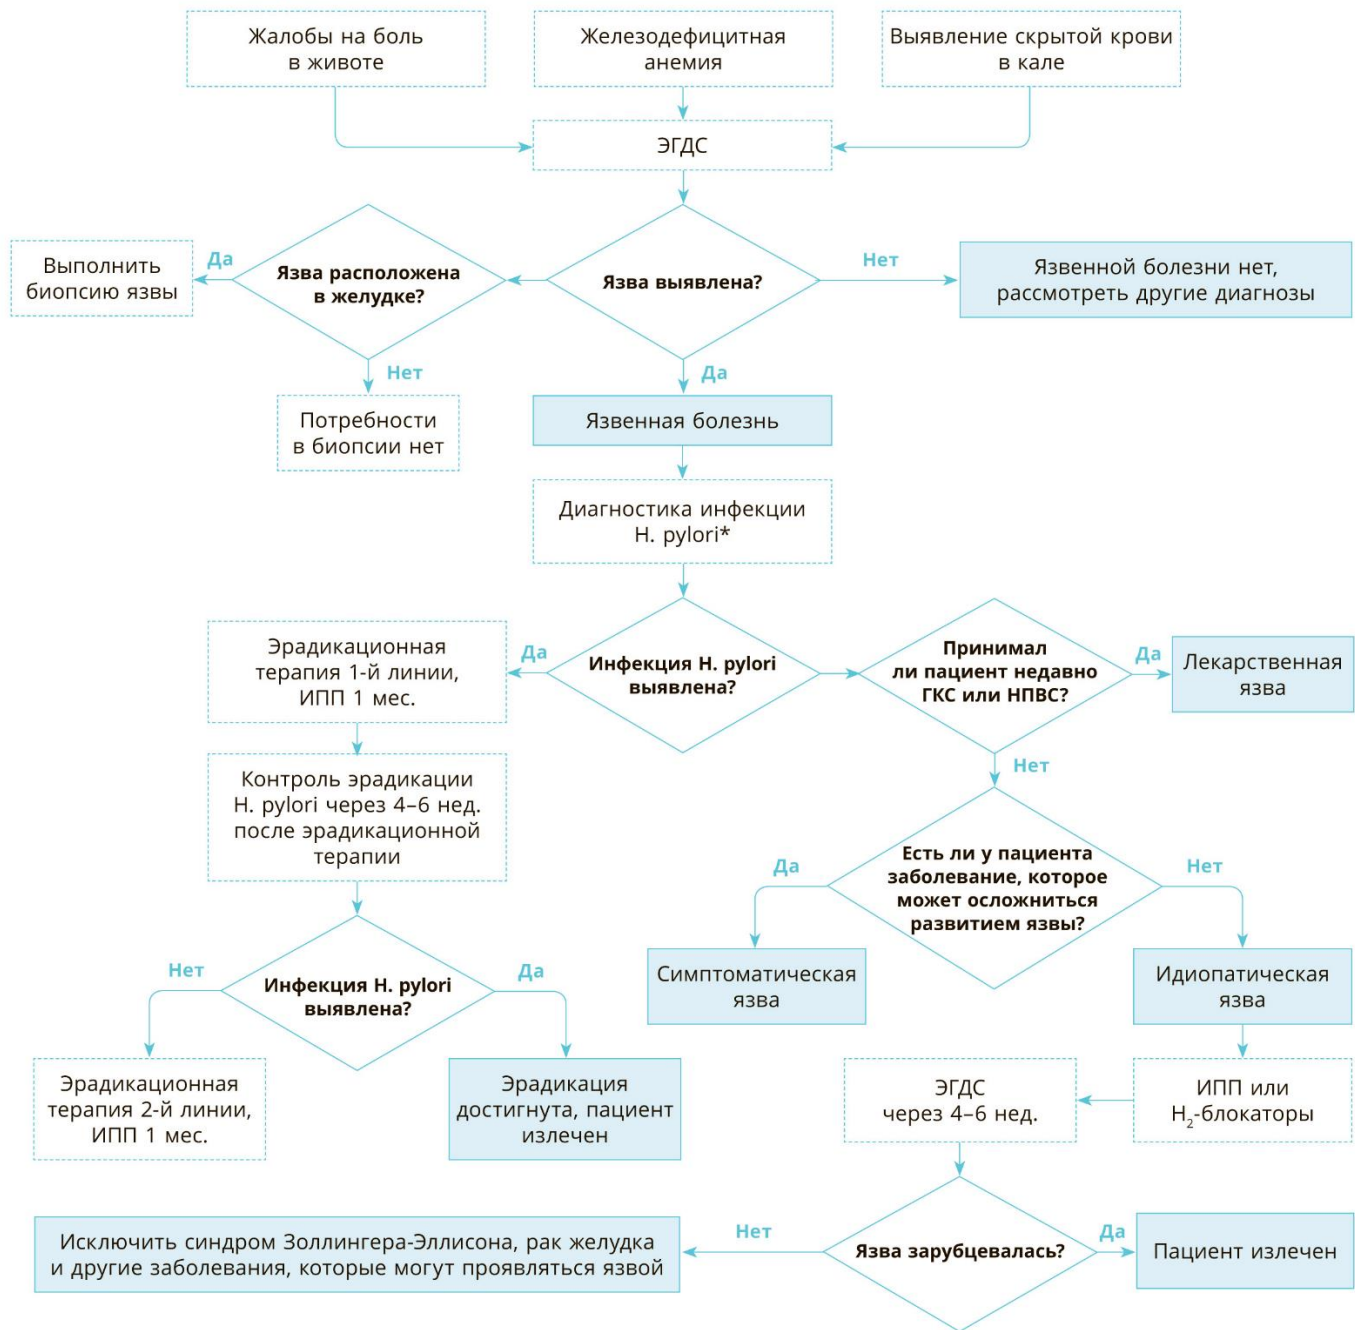 Жалобы на боль
в животе
Железодефицитная
анемия
Выявление скрытой крови
в кале
ЭГДС
Выполнить
биопсию язвы
Да
Язва расположена
в желудке?
Язва выявлена?
Нет
Язвенной болезни нет,
рассмотреть другие диагнозы
Нет
Да
Потребности
в биопсии нет
Язвенная болезнь
Диагностика инфекции
H. pylori*
Эрадикационная
терапия 1-й линии,
ИПП 1 мес.
Да
Инфекция H. pylori
выявлена?
Принимал
ли пациент недавно
ГКС или НПВС?
Да
Лекарственная
язва
Нет
Контроль эрадикации
H. pylori через 4–6 нед.
после эрадикационной
терапии
Да
Есть ли у пациента
заболевание, которое
может осложниться
развитием язвы?
Нет
Симптоматическая
язва
Идиопатическая
язва
Нет
Инфекция H. pylori
выявлена?
Да
Эрадикационная
терапия 2-й линии,
ИПП 1 мес.
Эрадикация
достигнута, пациент
излечен
ЭГДС
через 4–6 нед.
ИПП или
H₂-блокаторы
Исключить синдром Золлингера-Эллисона, рак желудка
и другие заболевания, которые могут проявляться язвой
Нет
Язва зарубцевалась?
Да
Пациент излечен